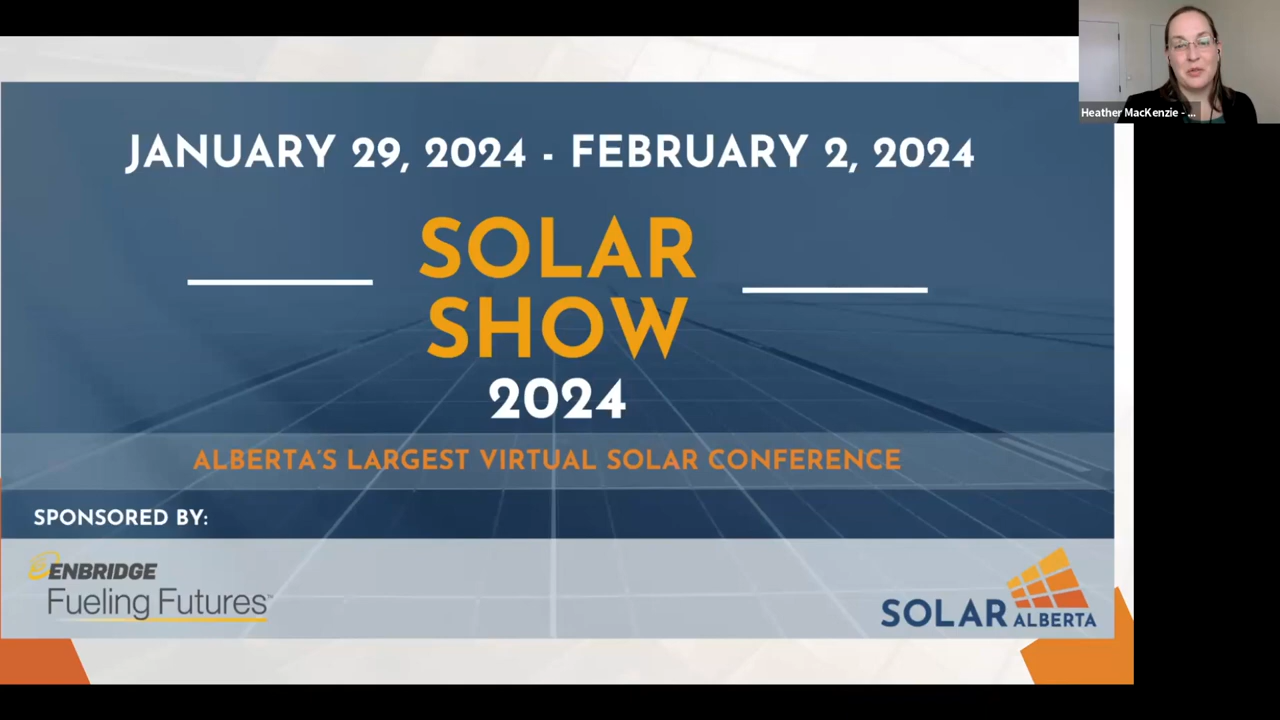 Heather MacKenzie - ...
JANUARY 29, 2024 - FEBRUARY 2, 2024
SOLAR
SHOW
2024
ALBERTA'S LARGEST VIRTUAL SOLAR CONFERENCE
SPONSORED BY:
ENBRIDGE
Fueling Futures™
SOLAR ALBERTA